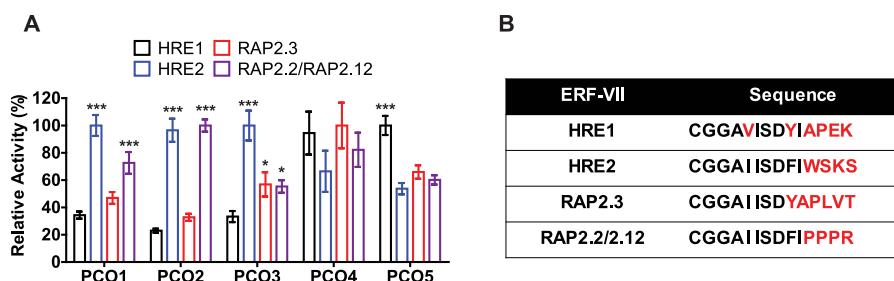 A
HRE1 RAP2.3
HRE2 RAP2.2/RAP2.12
Relative Activity (%)
120
100
80
60
40
20
0
*** *** *** *** *** * * ***
PCO1 PCO2 PCO3 PCO4 PCO5
B
ERF-VII Sequence
HRE1 CGGAVISDYIAPEK
HRE2 CGGAIISDFIWSKS
RAP2.3 CGGAIISDYAPLVT
RAP2.2/2.12 CGGAIISDFIPPPR